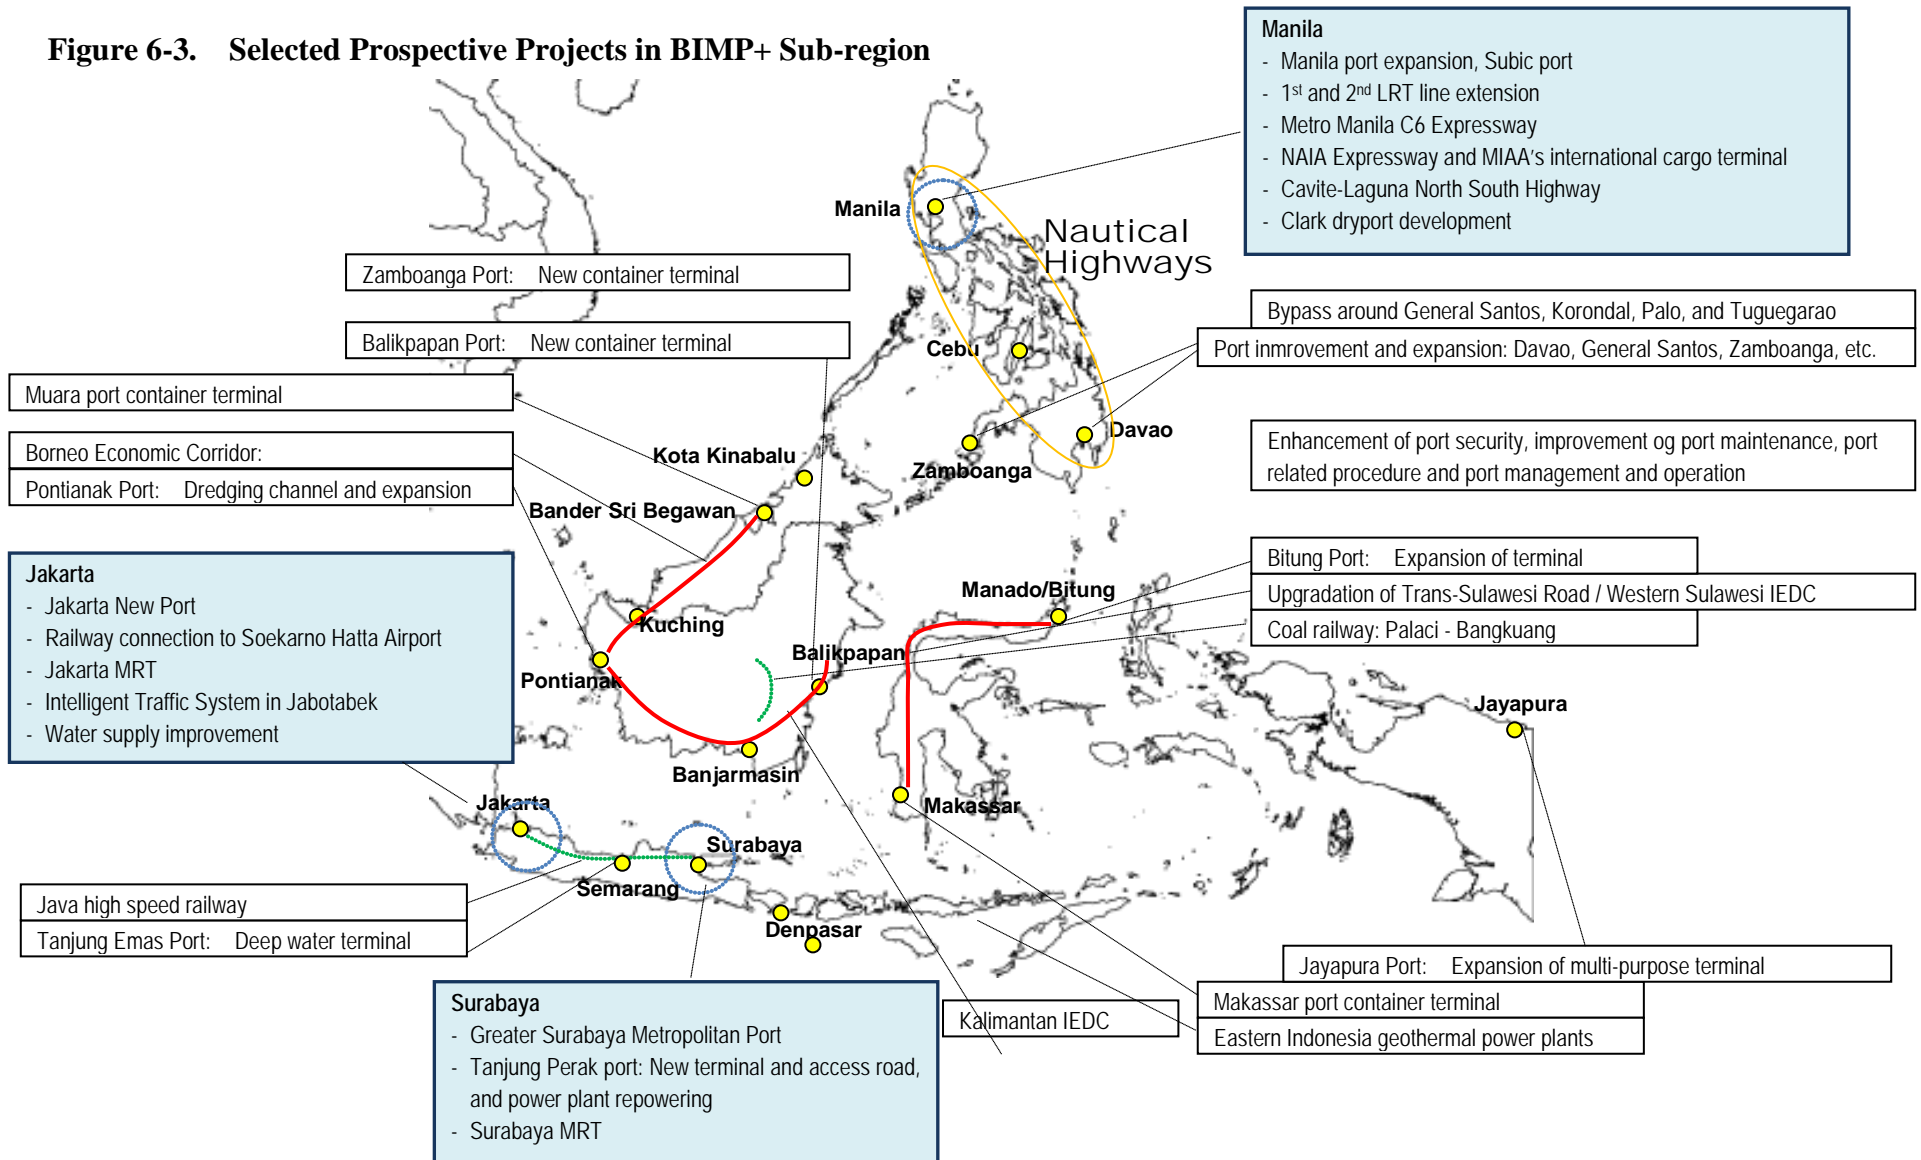 Figure 6-3. Selected Prospective Projects in BIMP+ Sub-region
Manila
- Manila port expansion, Subic port
- 1st and 2nd LRT line extension
- Metro Manila C6 Expressway
- NAIA Expressway and MIAA's international cargo terminal
- Cavite-Laguna North South Highway
- Clark dryport development
Manila
Nautical
Highways
Zamboanga Port: New container terminal
Balikpapan Port: New container terminal
Bypass around General Santos, Korondal, Palo, and Tuguegarao
Port inmrovement and expansion: Davao, General Santos, Zamboanga, etc.
Cebu
Muara port container terminal
Borneo Economic Corridor:
Pontianak Port: Dredging channel and expansion
Kota Kinabalu
Zamboanga
Davao
Enhancement of port security, improvement og port maintenance, port
related procedure and port management and operation
Bander Sri Begawan
Jakarta
- Jakarta New Port
- Railway connection to Soekarno Hatta Airport
- Jakarta MRT
- Intelligent Traffic System in Jabotabek
- Water supply improvement
Manado/Bitung
Bitung Port: Expansion of terminal
Upgradation of Trans-Sulawesi Road / Western Sulawesi IEDC
Coal railway: Palaci - Bangkuang
Kuching
Balikpapan
Pontianak
Jayapura
Banjarmasin
Makassar
Jakarta
Surabaya
Semarang
Denpasar
Java high speed railway
Tanjung Emas Port: Deep water terminal
Jayapura Port: Expansion of multi-purpose terminal
Makassar port container terminal
Eastern Indonesia geothermal power plants
Kalimantan IEDC
Surabaya
- Greater Surabaya Metropolitan Port
- Tanjung Perak port: New terminal and access road,
and power plant repowering
- Surabaya MRT